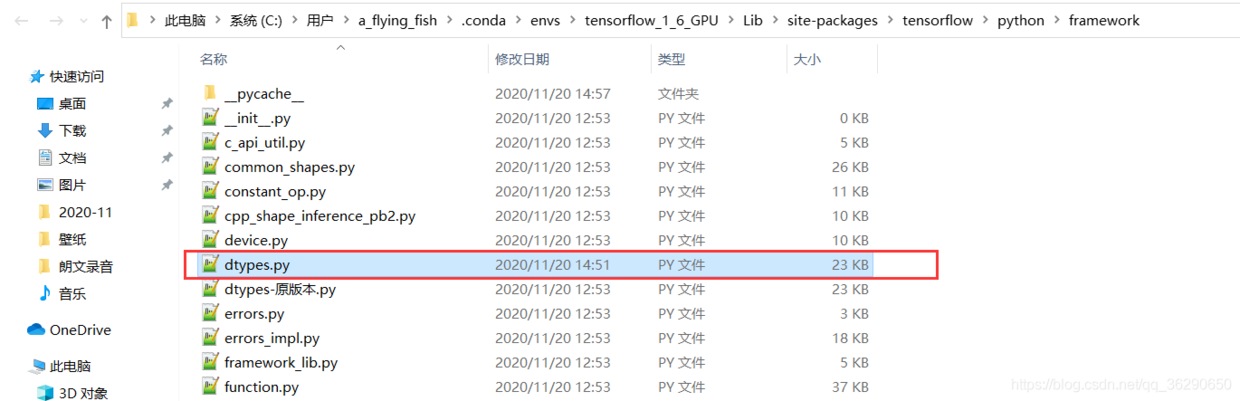 此电脑 > 系统 (C:) > 用户 > a_flying_fish > .conda > envs > tensorflow_1_6_GPU > Lib > site-packages > tensorflow > python > framework
名称 修改日期 类型 大小
快速访问
桌面
下载
文档
图片
2020-11
壁纸
朗文录音
音乐
OneDrive
此电脑
3D 对象
__pycache__ 2020/11/20 14:57 文件夹
__init__.py 2020/11/20 12:53 PY 文件 0 KB
c_api_util.py 2020/11/20 12:53 PY 文件 5 KB
common_shapes.py 2020/11/20 12:53 PY 文件 26 KB
constant_op.py 2020/11/20 12:53 PY 文件 11 KB
cpp_shape_inference_pb2.py 2020/11/20 12:53 PY 文件 10 KB
device.py 2020/11/20 12:53 PY 文件 10 KB
dtypes.py 2020/11/20 14:51 PY 文件 23 KB
dtypes-原版本.py 2020/11/20 12:53 PY 文件 23 KB
errors.py 2020/11/20 12:53 PY 文件 3 KB
errors_impl.py 2020/11/20 12:53 PY 文件 18 KB
framework_lib.py 2020/11/20 12:53 PY 文件 5 KB
function.py 2020/11/20 12:53 PY 文件 37 KB
https://blog.csdn.net/qq_36290650